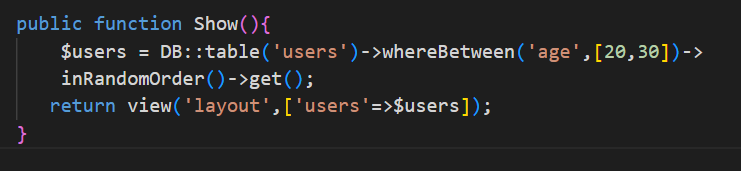 public function Show(){
$users = DB::table('users')->whereBetween('age',[20,30])->
inRandomOrder()->get();
return view('layout',['users'=>$users]);
}